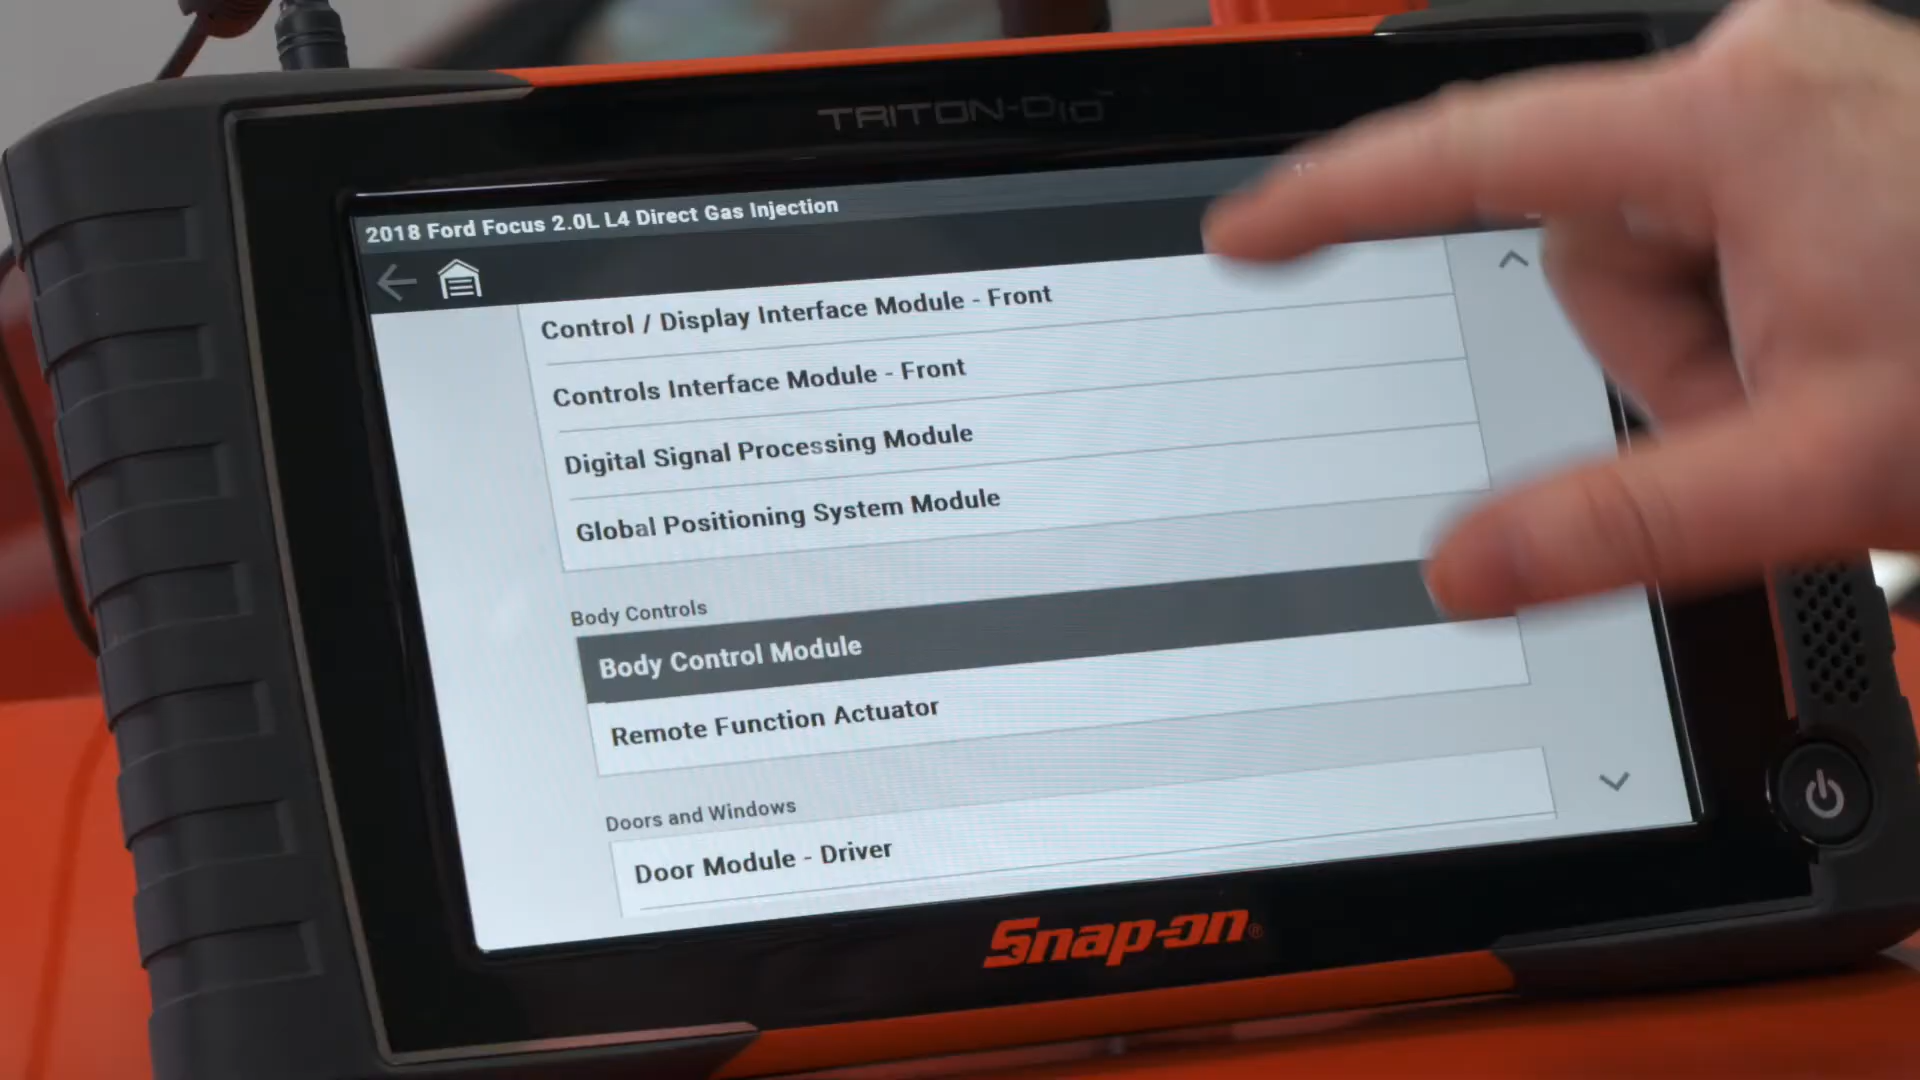 TRITON-D10
2018 Ford Focus 2.0L L4 Direct Gas Injection
Control / Display Interface Module - Front
Controls Interface Module - Front
Digital Signal Processing Module
Global Positioning System Module
Body Controls
Body Control Module
Remote Function Actuator
Doors and Windows
Door Module - Driver
Snap-on®